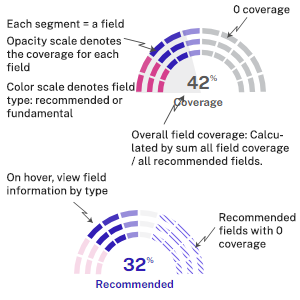 Each segment = a field
0 coverage
Opacity scale denotes
the coverage for each
field
Color scale denotes field
type: recommended or
fundamental
42%
Coverage
Overall field coverage: Calcu-
lated by sum all field coverage
/ all recommended fields.
On hover, view field
information by type
Recommended
fields with 0
coverage
32%
Recommended